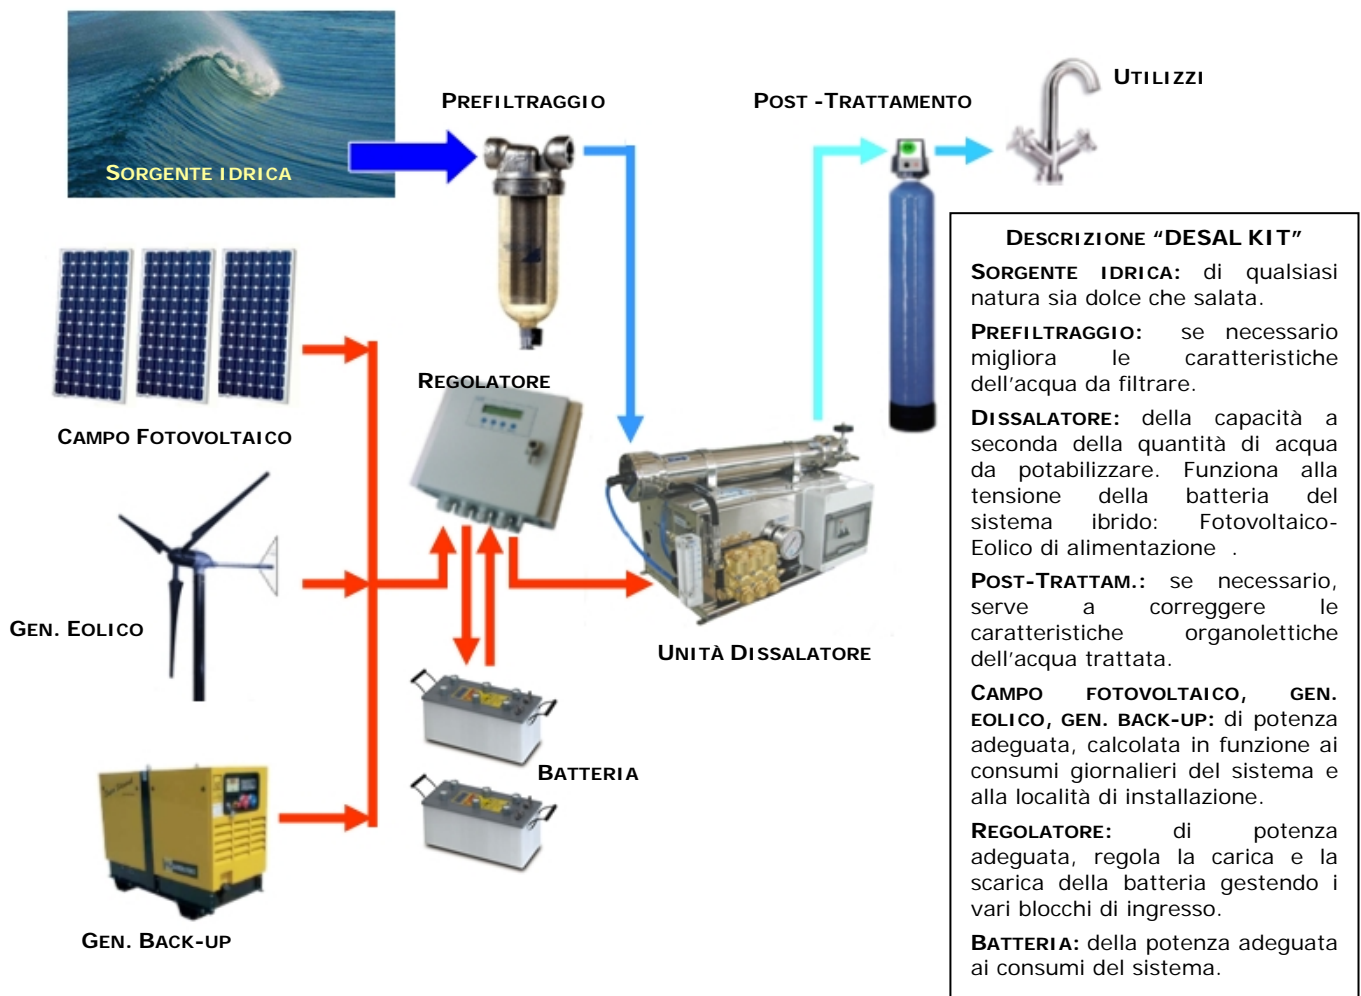 PREFILTRAGGIO
POST -TRATTAMENTO
UTILIZZI
SORGENTE IDRICA
REGOLATORE
CAMPO FOTOVOLTAICO
GEN. EOLICO
UNITÀ DISSALATORE
BATTERIA
GEN. BACK-UP
DESCRIZIONE “DESAL KIT”
SORGENTE IDRICA: di qualsiasi
natura sia dolce che salata.
PREFILTRAGGIO: se necessario
migliora le caratteristiche
dell’acqua da filtrare.
DISSALATORE: della capacità a
seconda della quantità di acqua
da potabilizzare. Funziona alla
tensione della batteria del
sistema ibrido: Fotovoltaico-
Eolico di alimentazione .
POST-TRATTAM.: se necessario,
serve a correggere le
caratteristiche organolettiche
dell’acqua trattata.
CAMPO FOTOVOLTAICO, GEN.
EOLICO, GEN. BACK-UP: di potenza
adeguata, calcolata in funzione ai
consumi giornalieri del sistema e
alla località di installazione.
REGOLATORE: di potenza
adeguata, regola la carica e la
scarica della batteria gestendo i
vari blocchi di ingresso.
BATTERIA: della potenza adeguata
ai consumi del sistema.